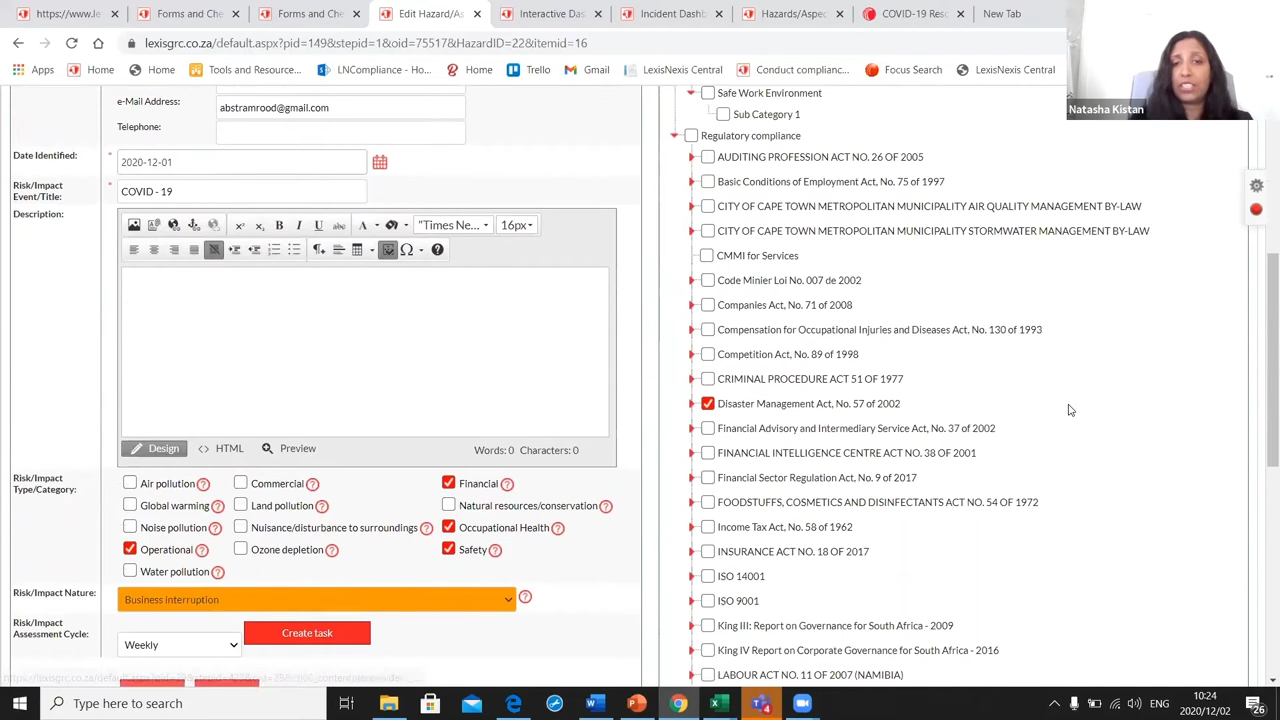 Home
Forms and Che
Edit Hazard/As
Interactive Das
Incident Dashb
Hazards/Aspec
COVID-19 Reso
New Tab
lexisgrc.co.za/default.aspx?pid=149&stepid=1&oid=75517&HazardID=22&itemid=16
Apps
Home
Home
Tools and Resource...
LNCompliance - Ho...
Home
Trello
Gmail
LexisNexis Central
Conduct complianc...
Focus Search
LexisNexis Central
Natasha Kistan
e-Mail Address:
abstramrood@gmail.com
Telephone:
Date Identified:
* 2020-12-01
Risk/Impact
Event/Title:
* COVID - 19
Description:
B I U abc A "Times Ne... 16px
Design
HTML
Preview
Words: 0 Characters: 0
Risk/Impact
Type/Category:
Air pollution
Commercial
Financial
Global warming
Land pollution
Natural resources/conservation
Noise pollution
Nuisance/disturbance to surroundings
Occupational Health
Operational
Ozone depletion
Safety
Water pollution
Risk/Impact Nature:
Business interruption
Risk/Impact
Assessment Cycle:
Weekly
Create task
Safe Work Environment
Sub Category 1
Regulatory compliance
AUDITING PROFESSION ACT NO. 26 OF 2005
Basic Conditions of Employment Act, No. 75 of 1997
CITY OF CAPE TOWN METROPOLITAN MUNICIPALITY AIR QUALITY MANAGEMENT BY-LAW
CITY OF CAPE TOWN METROPOLITAN MUNICIPALITY STORMWATER MANAGEMENT BY-LAW
CMMI for Services
Code Minier Loi No. 007 de 2002
Companies Act, No. 71 of 2008
Compensation for Occupational Injuries and Diseases Act, No. 130 of 1993
Competition Act, No. 89 of 1998
CRIMINAL PROCEDURE ACT 51 OF 1977
Disaster Management Act, No. 57 of 2002
Financial Advisory and Intermediary Service Act, No. 37 of 2002
FINANCIAL INTELLIGENCE CENTRE ACT NO. 38 OF 2001
Financial Sector Regulation Act, No. 9 of 2017
FOODSTUFFS, COSMETICS AND DISINFECTANTS ACT NO. 54 OF 1972
Income Tax Act, No. 58 of 1962
INSURANCE ACT NO. 18 OF 2017
ISO 14001
ISO 9001
King III: Report on Governance for South Africa - 2009
King IV Report on Corporate Governance for South Africa - 2016
LABOUR ACT NO. 11 OF 2007 (NAMIBIA)
Type here to search
ENG
10:24
2020/12/02
26